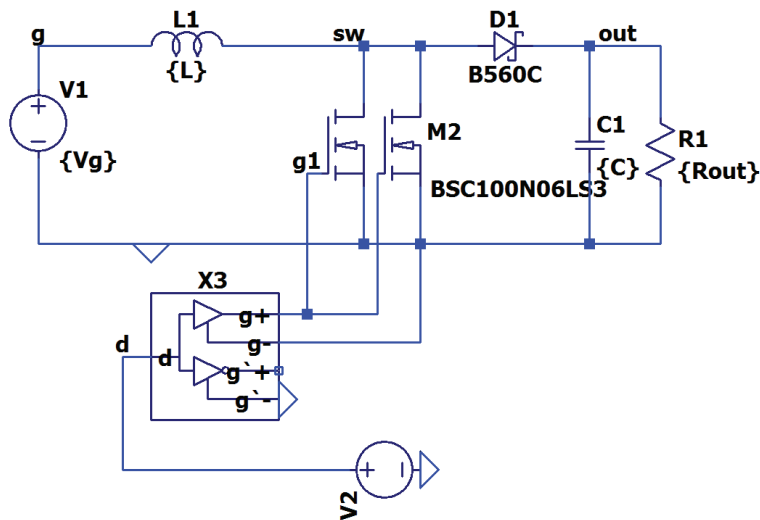 g
L1
{L}
sw
D1
B560C
out
V1
{Vg}
g1
M2
BSC100N06LS3
C1
{C}
R1
{Rout}
X3
g+
g-
d
d
g`+
g`-
V2